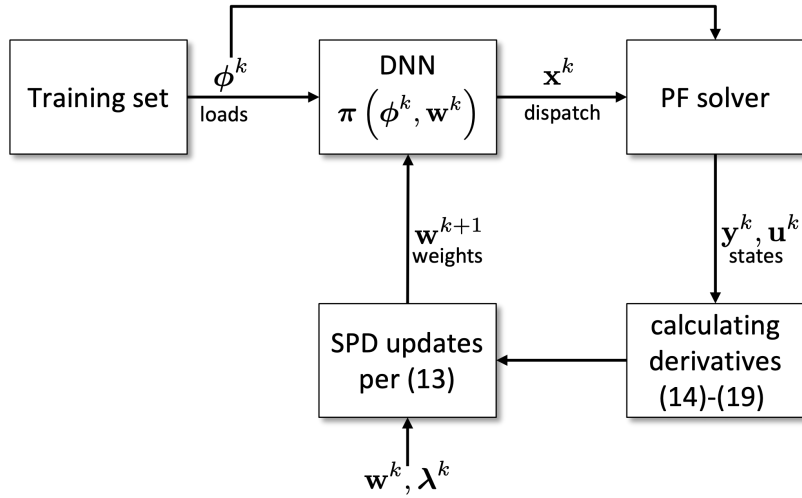 Training set
ϕ^k
loads
DNN
π(ϕ^k, w^k)
x^k
dispatch
PF solver
w^{k+1}
weights
y^k, u^k
states
SPD updates
per (13)
calculating
derivatives
(14)-(19)
w^k, λ^k